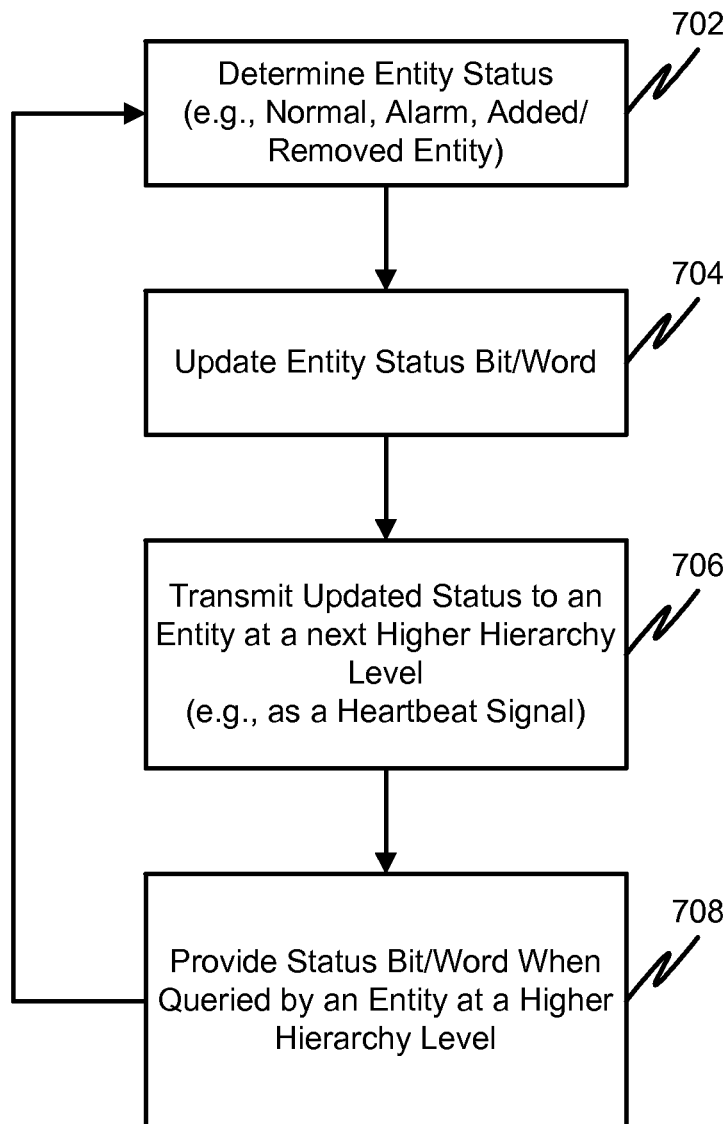 702
Determine Entity Status
(e.g., Normal, Alarm, Added/
Removed Entity)
704
Update Entity Status Bit/Word
706
Transmit Updated Status to an
Entity at a next Higher Hierarchy
Level
(e.g., as a Heartbeat Signal)
708
Provide Status Bit/Word When
Queried by an Entity at a Higher
Hierarchy Level